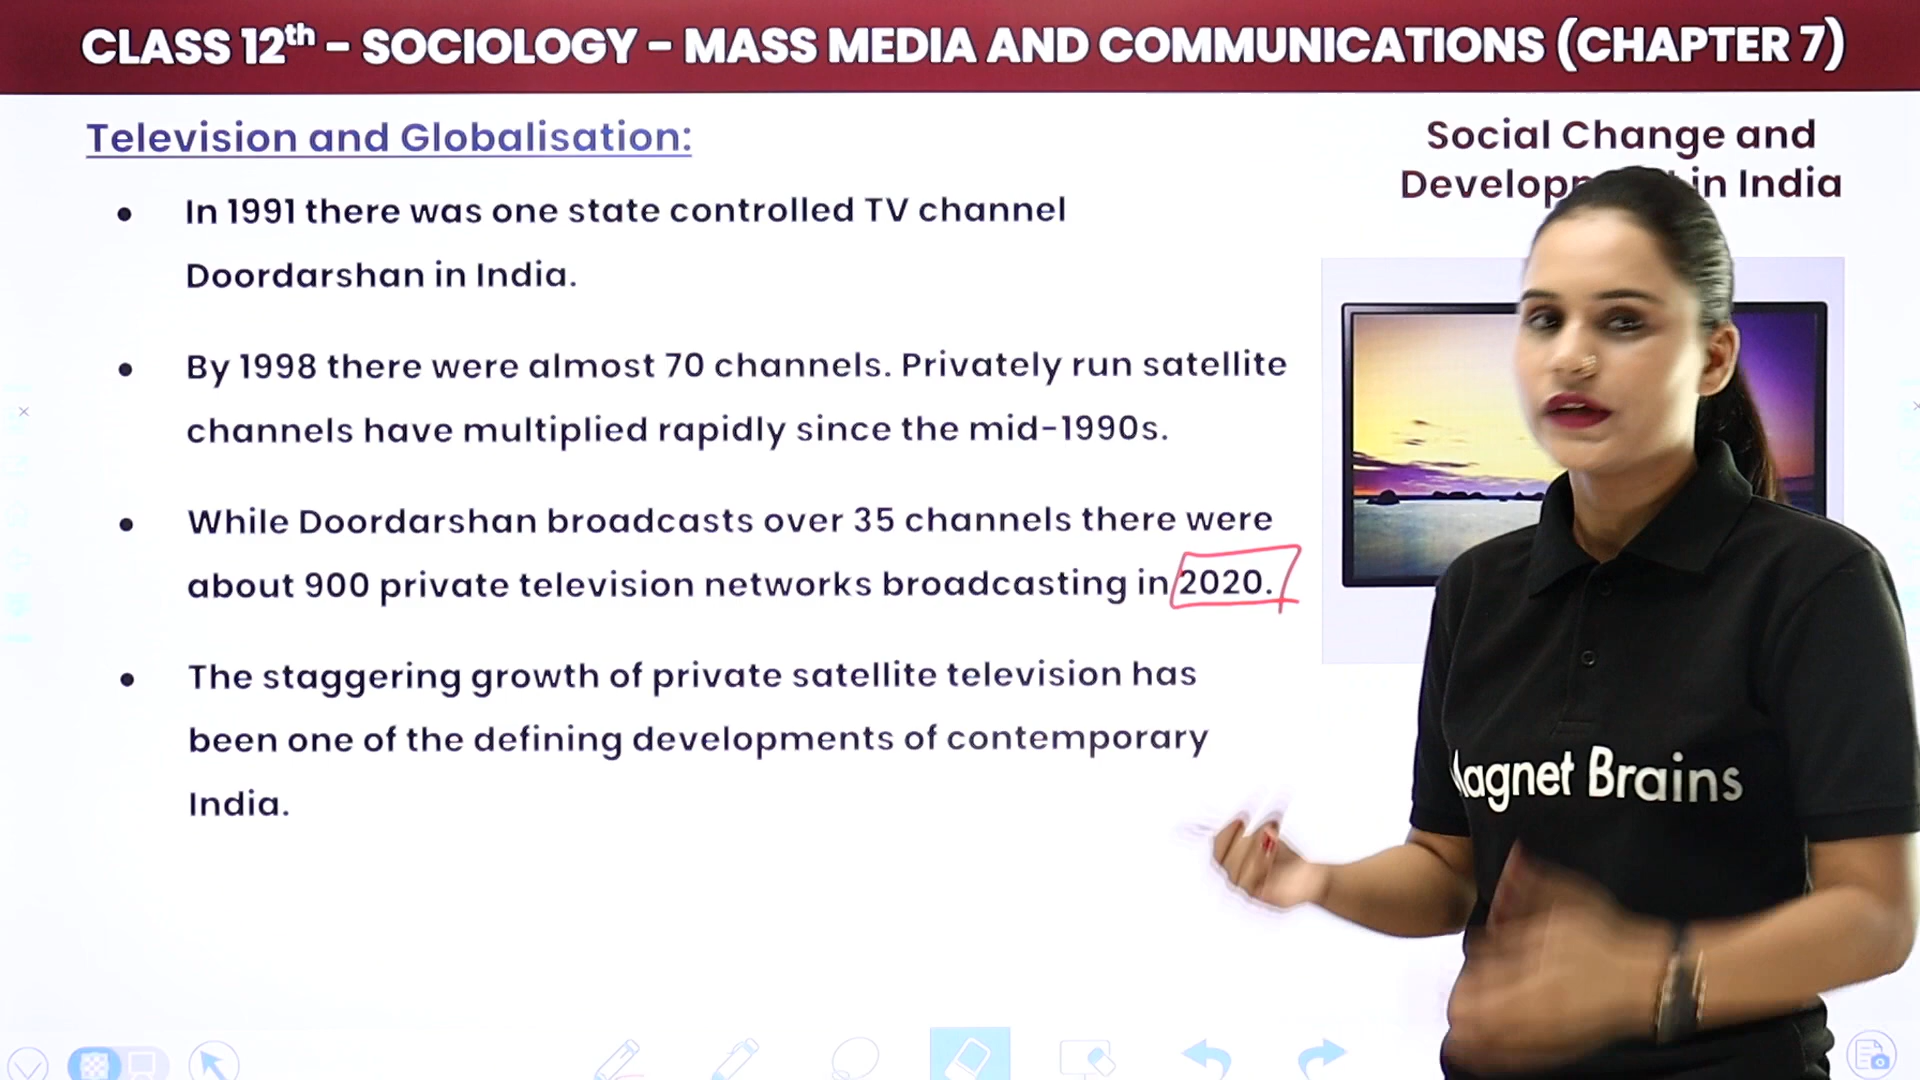 CLASS 12th – SOCIOLOGY – MASS MEDIA AND COMMUNICATIONS (CHAPTER 7)
Television and Globalisation:
• In 1991 there was one state controlled TV channel
Doordarshan in India.
• By 1998 there were almost 70 channels. Privately run satellite
channels have multiplied rapidly since the mid-1990s.
• While Doordarshan broadcasts over 35 channels there were
about 900 private television networks broadcasting in 2020.
• The staggering growth of private satellite television has
been one of the defining developments of contemporary
India.
Social Change and
in India
Brains